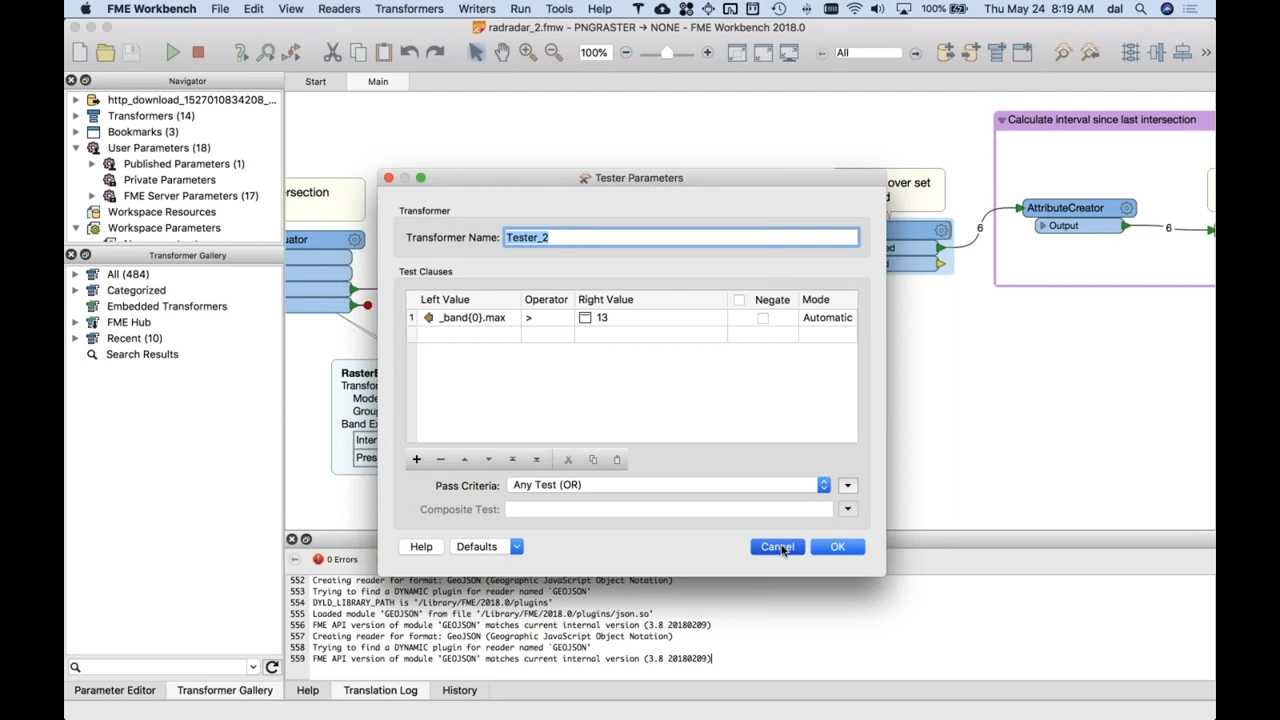 FME Workbench File Edit View Readers Transformers Writers Run Tools Help 100% Thu May 24 8:19 AM dal
radradar_2.fmw - PNGRASTER → NONE - FME Workbench 2018.0
100% All
Navigator
Start Main
http_download_1527010834208_...
Transformers (14)
Bookmarks (3)
User Parameters (18)
Published Parameters (1)
Private Parameters
FME Server Parameters (17)
Workspace Resources
Workspace Parameters
Transformer Gallery
All (484)
Categorized
Embedded Transformers
FME Hub
Recent (10)
Search Results
Parameter Editor Transformer Gallery
Calculate interval since last intersection
over set
AttributeCreator
Output
6
6
Tester Parameters
Transformer
Transformer Name: Tester_2
Test Clauses
Left Value Operator Right Value Negate Mode
1 _band{0}.max > 13 Automatic
Pass Criteria: Any Test (OR)
Composite Test:
Help Defaults Cancel OK
0 Errors
552 Creating reader for format: GeoJSON (Geographic JavaScript Object Notation)
553 Trying to find a DYNAMIC plugin for reader named `GEOJSON'
554 DYLD_LIBRARY_PATH is '/Library/FME/2018.0/plugins'
555 Loaded module 'GEOJSON' from file '/Library/FME/2018.0/plugins/json.so'
556 FME API version of module 'GEOJSON' matches current internal version (3.8 20180209)
557 Creating reader for format: GeoJSON (Geographic JavaScript Object Notation)
558 Trying to find a DYNAMIC plugin for reader named `GEOJSON'
559 FME API version of module 'GEOJSON' matches current internal version (3.8 20180209)
Help Translation Log History